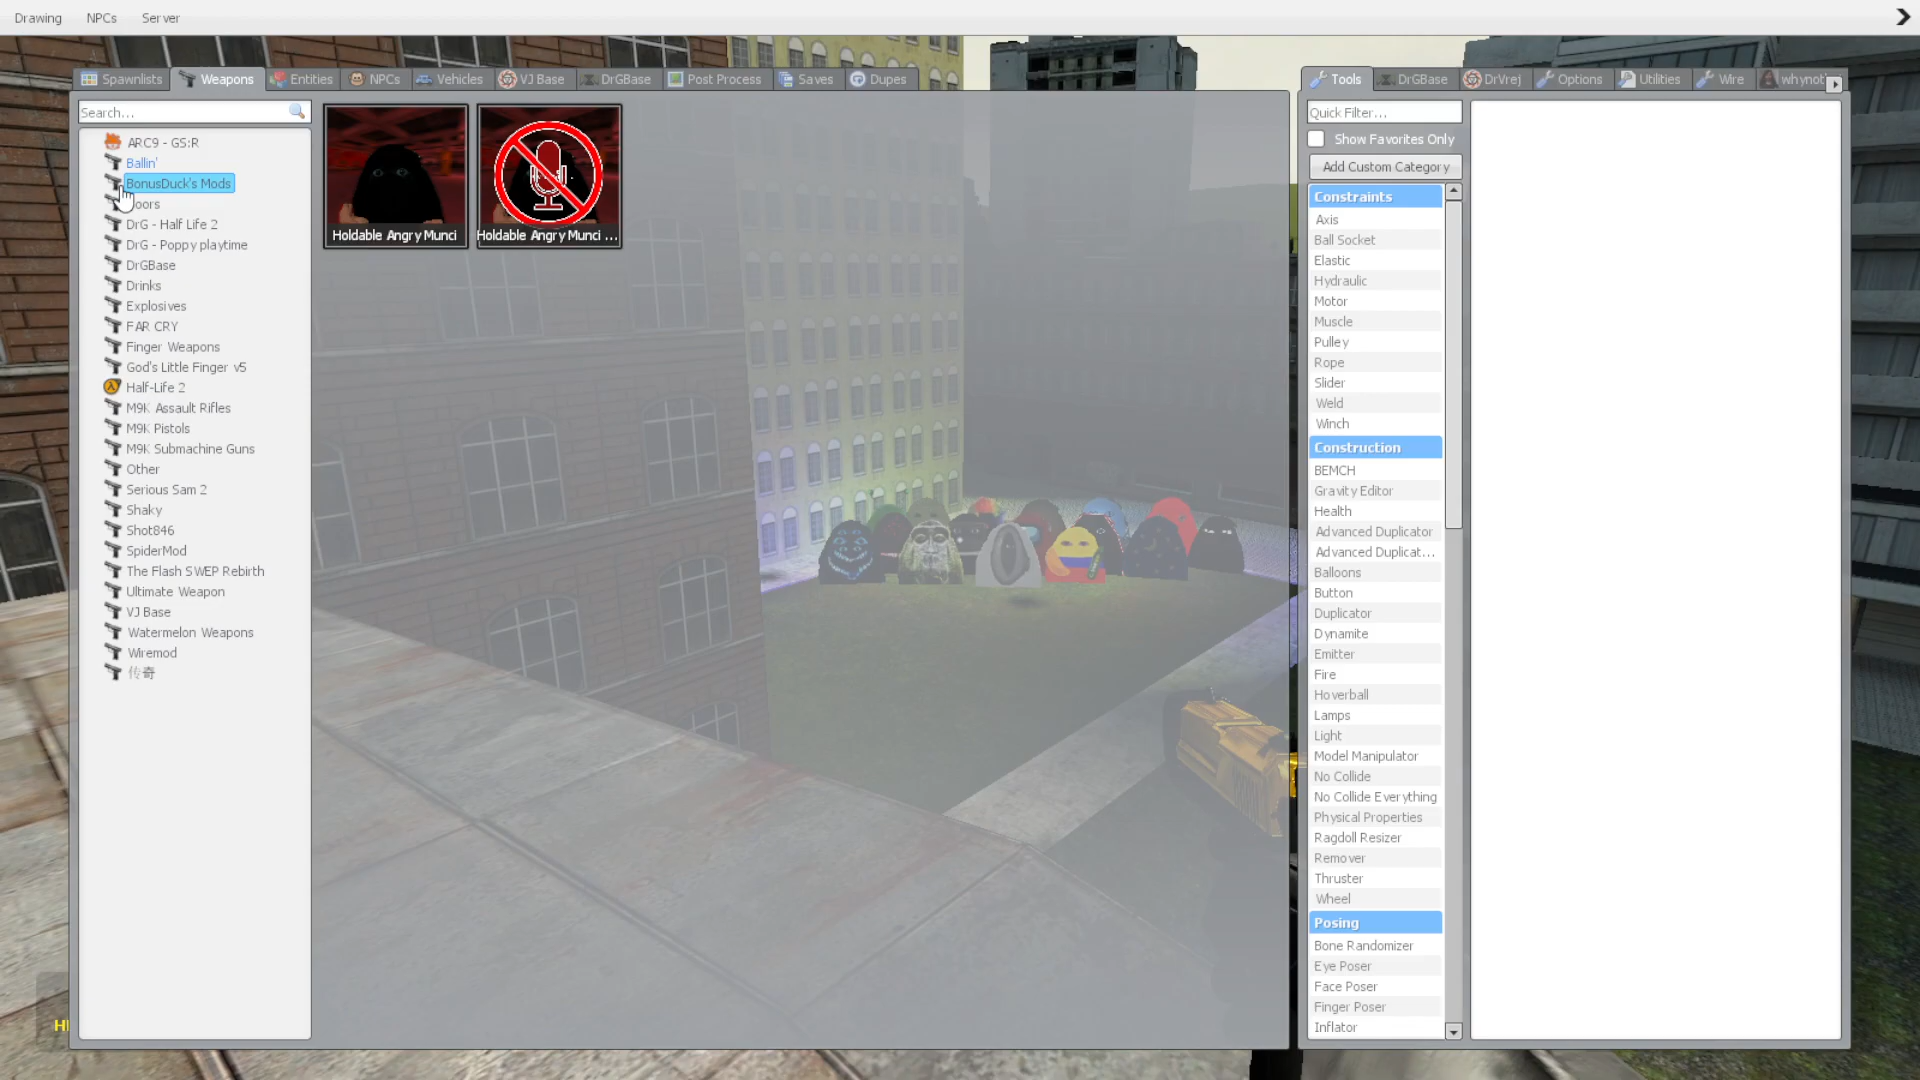 Drawing NPCs Server
Spawnlists Weapons Entities NPCs Vehicles VJ Base DrGBase Post Process Saves Dupes
Search...
ARC9 - GS:R
Ballin'
BonusDuck's Mods
oors
DrG - Half Life 2
DrG - Poppy playtime
DrGBase
Drinks
Explosives
FAR CRY
Finger Weapons
God's Little Finger v5
Half-Life 2
M9K Assault Rifles
M9K Pistols
M9K Submachine Guns
Other
Serious Sam 2
Shaky
Shot846
SpiderMod
The Flash SWEP Rebirth
Ultimate Weapon
VJ Base
Watermelon Weapons
Wiremod
传奇
Holdable Angry Munci
Holdable Angry Munci ...
Tools DrGBase DrVrej Options Utilities Wire whynot
Quick Filter...
Show Favorites Only
Add Custom Category
Constraints
Axis
Ball Socket
Elastic
Hydraulic
Motor
Muscle
Pulley
Rope
Slider
Weld
Winch
Construction
BEMCH
Gravity Editor
Health
Advanced Duplicator
Advanced Duplicat...
Balloons
Button
Duplicator
Dynamite
Emitter
Fire
Hoverball
Lamps
Light
Model Manipulator
No Collide
No Collide Everything
Physical Properties
Ragdoll Resizer
Remover
Thruster
Wheel
Posing
Bone Randomizer
Eye Poser
Face Poser
Finger Poser
Inflator